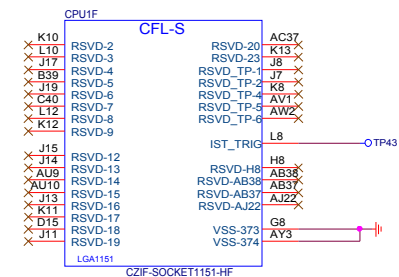 CPU1F
CFL-S
K10 RSVD-2
L10 RSVD-3
J17 RSVD-4
B39 RSVD-5
J19 RSVD-6
C40 RSVD-7
L12 RSVD-8
K12 RSVD-9
J15 RSVD-12
J14 RSVD-13
AU9 RSVD-14
AU10 RSVD-15
J13 RSVD-16
K11 RSVD-17
D15 RSVD-18
J11 RSVD-19
RSVD-20 AC37
RSVD-23 K13
RSVD_TP-1 J8
RSVD_TP-2 J7
RSVD_TP-4 K8
RSVD_TP-5 AV1
RSVD_TP-6 AW2
IST_TRIG L8 TP43
RSVD-H8 H8
RSVD-AB38 AB38
RSVD-AB37 AB37
RSVD-AJ22 AJ22
VSS-373 G8
VSS-374 AY3
LGA1151
CZIF-SOCKET1151-HF